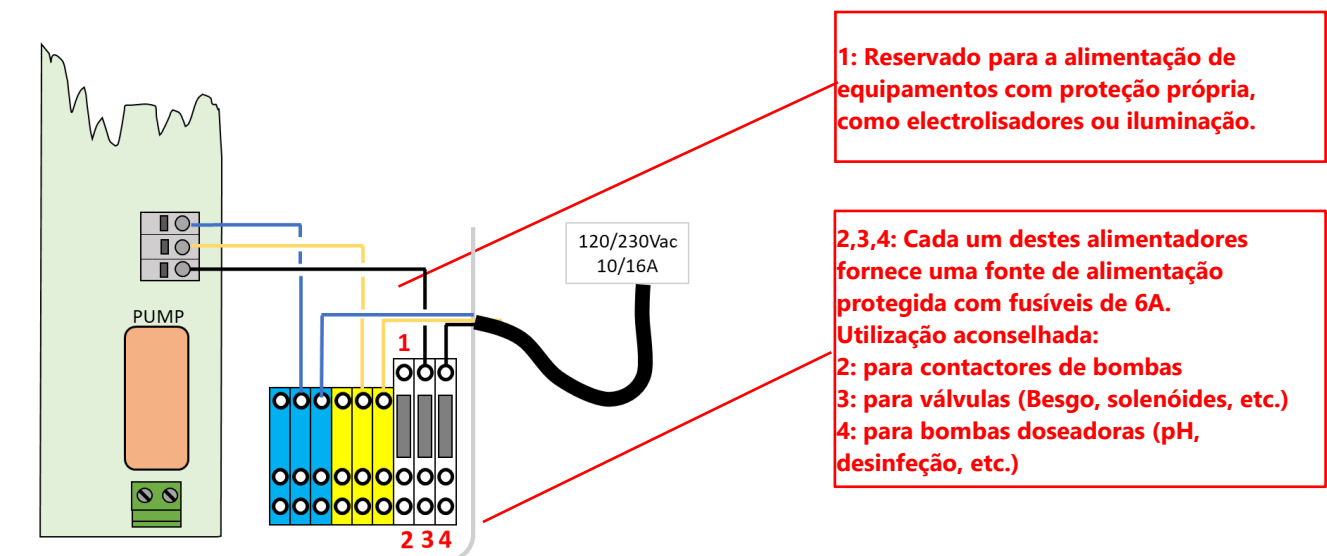 1: Reservado para a alimentação de
equipamentos com proteção própria,
como electrolisadores ou iluminação.
120/230Vac
10/16A
2,3,4: Cada um destes alimentadores
fornece uma fonte de alimentação
protegida com fusíveis de 6A.
Utilização aconselhada:
2: para contactores de bombas
3: para válvulas (Besgo, solenóides, etc.)
4: para bombas doseadoras (pH,
desinfeção, etc.)
PUMP
1
2 3 4